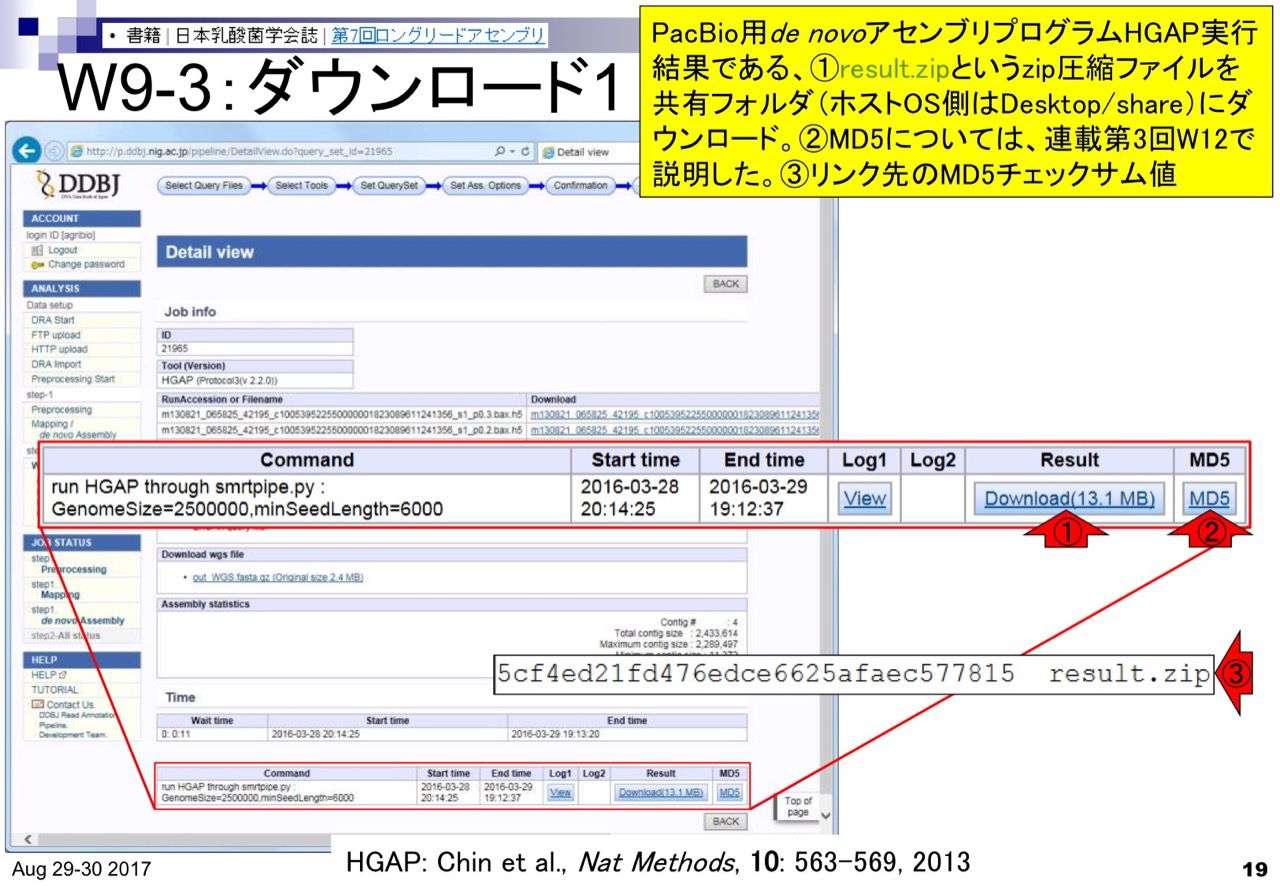 • 書籍 | 日本乳酸菌学会誌 | 第7回ロングリードアセンブリ
W9-3：ダウンロード1
PacBio用de novoアセンブリプログラムHGAP実行
結果である、①result.zipというzip圧縮ファイルを
共有フォルダ（ホストOS側はDesktop/share）にダ
ウンロード。②MD5については、連載第3回W12で
説明した。③リンク先のMD5チェックサム値
http://p.ddbj.nig.ac.jp/pipeline/DetailView.do?query_set_id=21965
Detail view
DDBJ
Select Query Files
Select Tools
Set QuerySet
Set Ass. Options
Confirmation
ACCOUNT
login ID [agribio]
Logout
Change password
ANALYSIS
Data setup
DRA Start
FTP upload
HTTP upload
DRA Import
Preprocessing Start
step-1
Preprocessing
Mapping /
de novo Assembly
Detail view
BACK
Job info
ID
21965
Tool (Version)
HGAP (Protocol3(v 2.2.0))
RunAccession or Filename Download
m130821_065825_42195_c100539522550000001823089611241356_s1_p0.3.bax.h5 m130821_065825_42195_c100539522550000001823089611241356
m130821_065825_42195_c100539522550000001823089611241356_s1_p0.2.bax.h5 m130821_065825_42195_c100539522550000001823089611241356
Command Start time End time Log1 Log2 Result MD5
run HGAP through smrtpipe.py : 2016-03-28 2016-03-29 View Download(13.1 MB) MD5
GenomeSize=2500000,minSeedLength=6000 20:14:25 19:12:37
① ②
JOB STATUS
step
Preprocessing
step1.
Mapping
step1.
de novo Assembly
step2-All status
HELP
HELP
TUTORIAL
Contact Us
DDBJ Read Annotation
Pipeline.
Development Team.
Download wgs file
• out_WGS.fasta.gz (Original size 2.4 MB)
Assembly statistics
Contig # : 4
Total contig size : 2,433,614
Maximum contig size : 2,289,497
5cf4ed21fd476edce6625afaec577815 result.zip
③
Time
Wait time Start time End time
0: 0:11 2016-03-28 20:14:25 2016-03-29 19:13:20
Command Start time End time Log1 Log2 Result MD5
run HGAP through smrtpipe.py : 2016-03-28 2016-03-29 View Download(13.1 MB) MD5
GenomeSize=2500000,minSeedLength=6000 20:14:25 19:12:37
Top of
page
BACK
Aug 29-30 2017
HGAP: Chin et al., Nat Methods, 10: 563-569, 2013
19